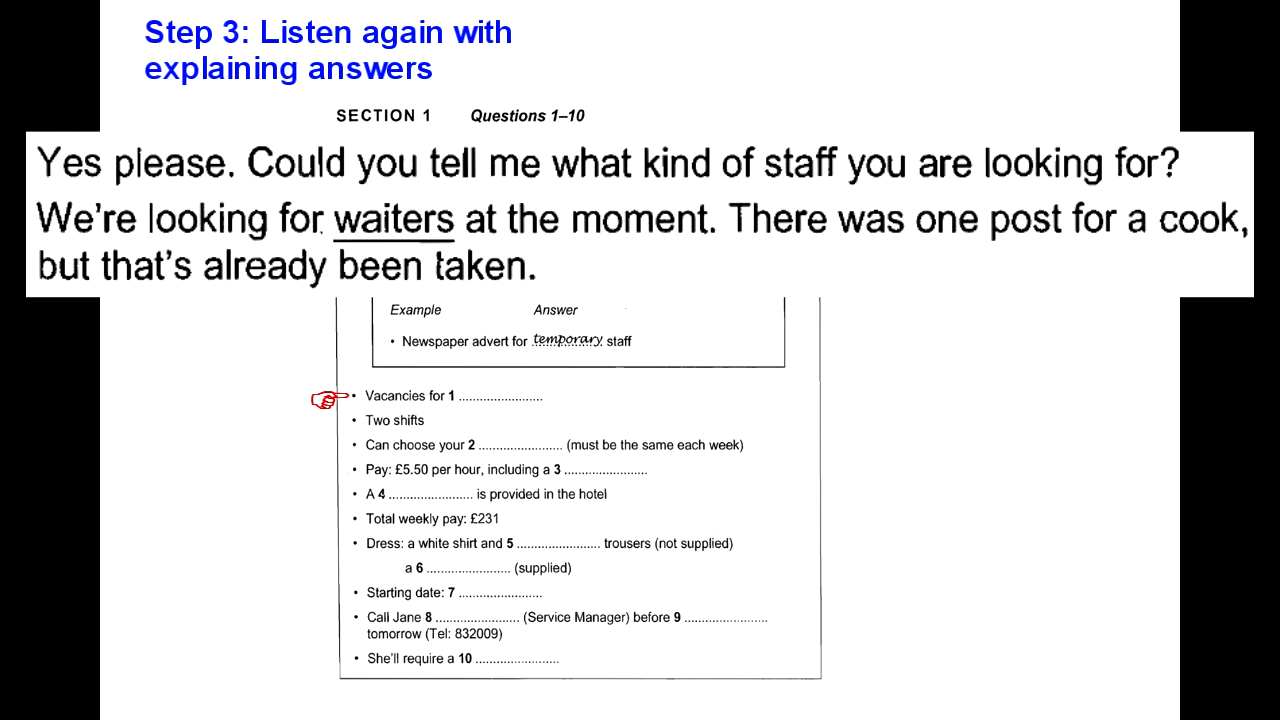 Step 3: Listen again with
explaining answers
SECTION 1 Questions 1–10
Yes please. Could you tell me what kind of staff you are looking for?
We're looking for waiters at the moment. There was one post for a cook,
but that's already been taken.
Example Answer
• Newspaper advert for temporary staff
• Vacancies for 1 ........................
• Two shifts
• Can choose your 2 ........................ (must be the same each week)
• Pay: £5.50 per hour, including a 3 ........................
• A 4 ........................ is provided in the hotel
• Total weekly pay: £231
• Dress: a white shirt and 5 ........................ trousers (not supplied)
a 6 ........................ (supplied)
• Starting date: 7 ........................
• Call Jane 8 ........................ (Service Manager) before 9 ........................
tomorrow (Tel: 832009)
• She'll require a 10 ........................